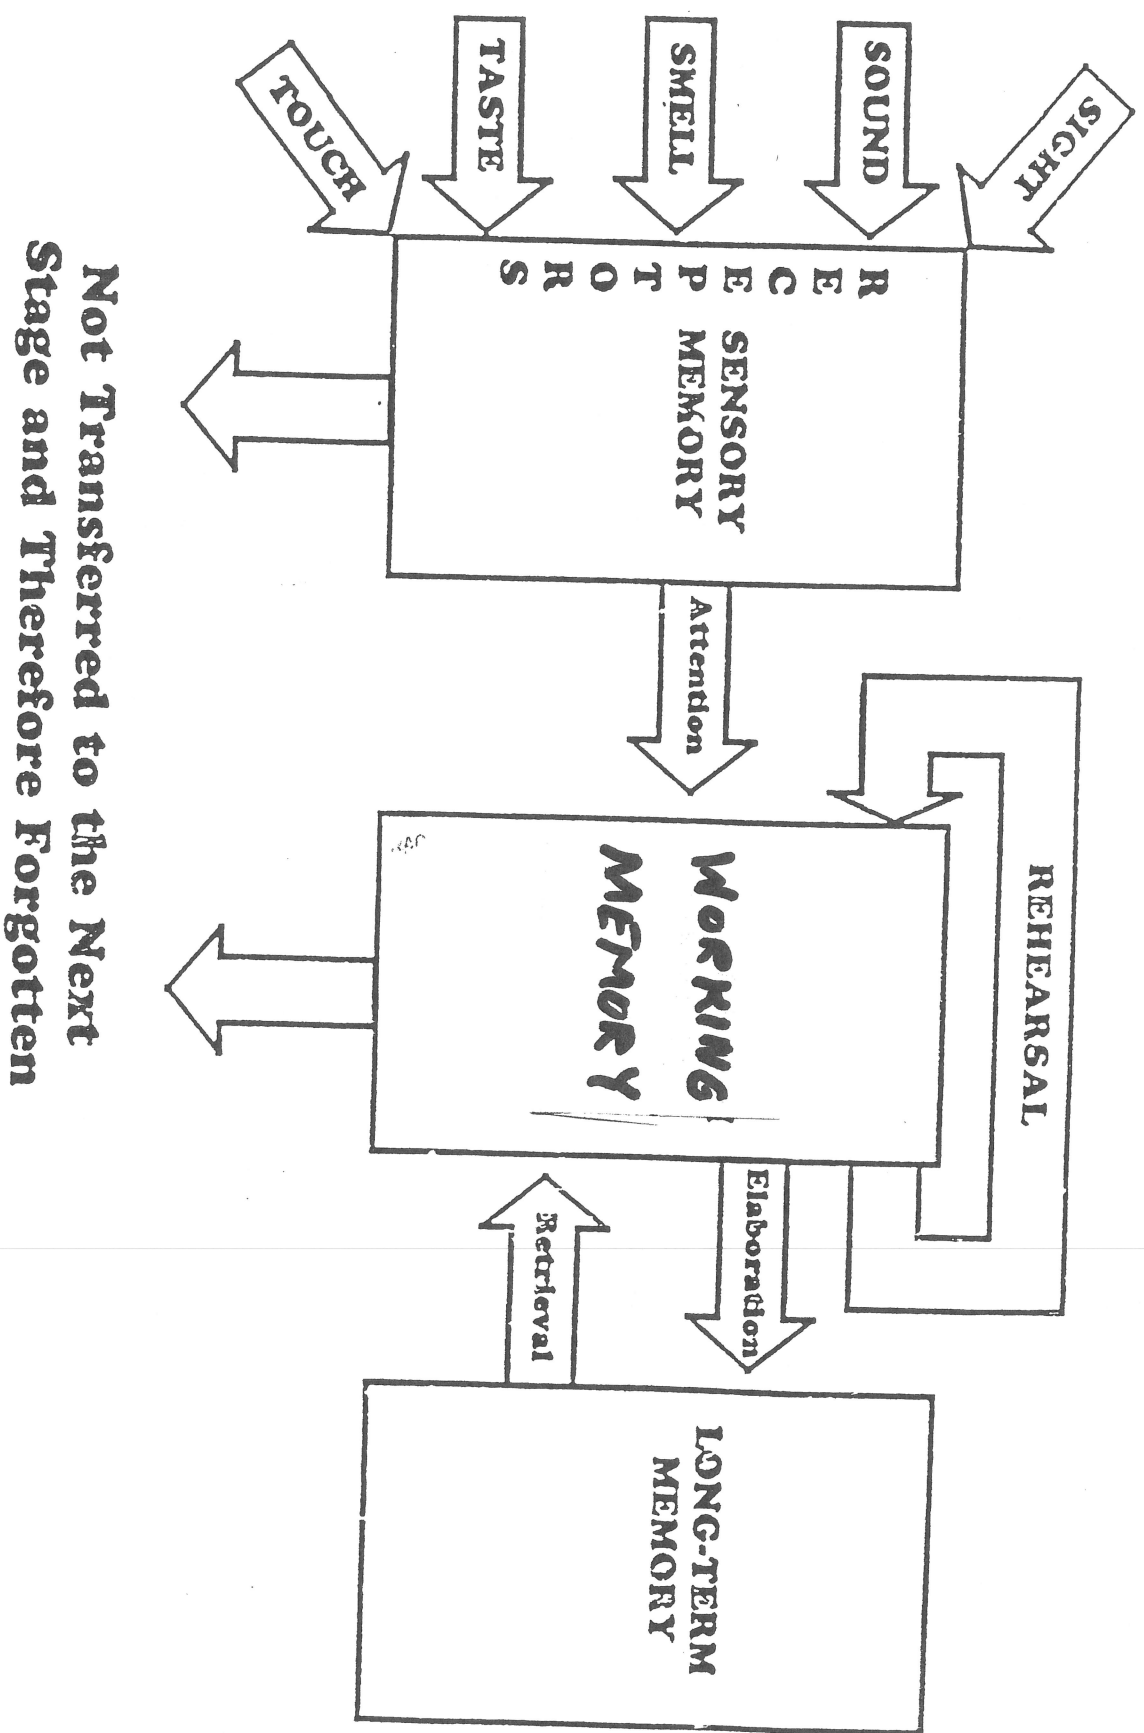 SIGHT
SOUND
SMELL
TASTE
TOUCH
RECEPTORS
SENSORY
MEMORY
Attention
REHEARSAL
WORKING
MEMORY
Elaboration
Retrieval
LONG-TERM
MEMORY
Not Transferred to the Next
Stage and Therefore Forgotten